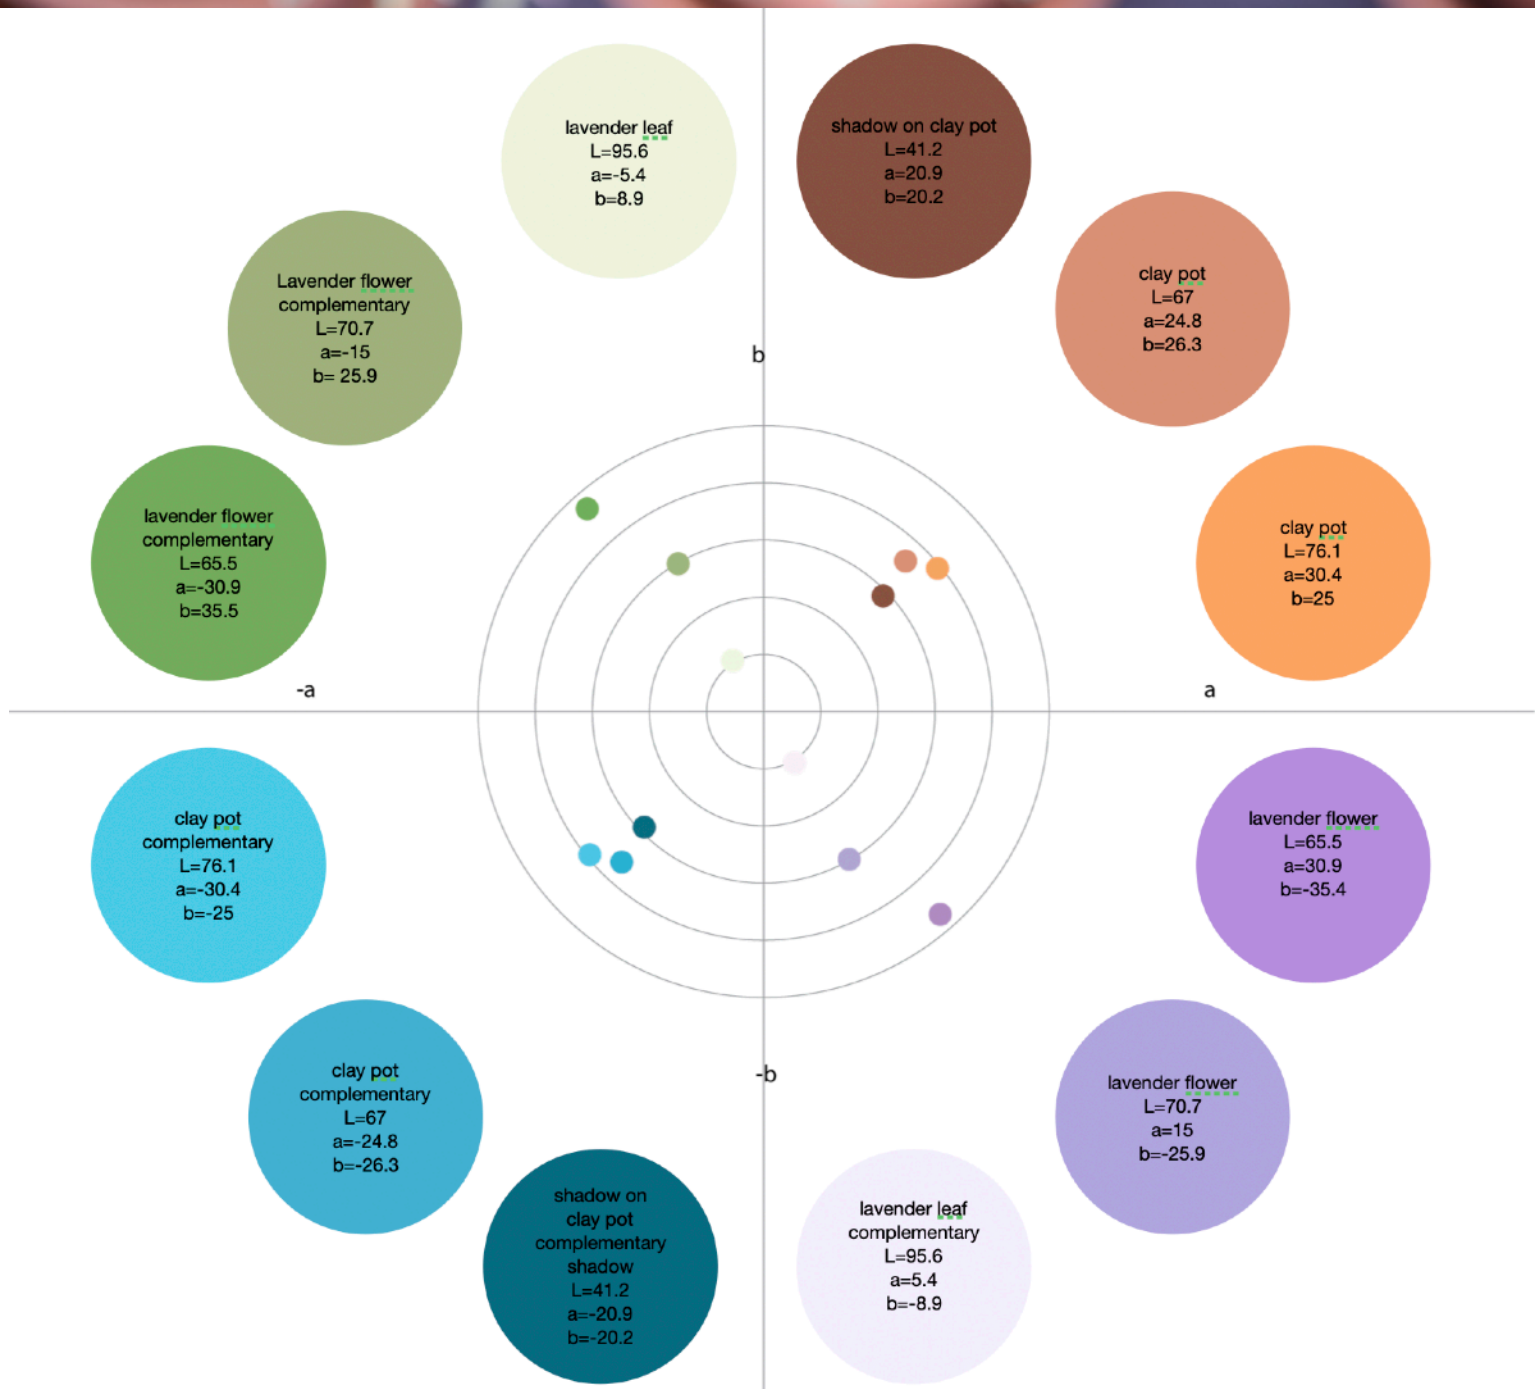 lavender leaf
L=95.6
a=-5.4
b=8.9
shadow on clay pot
L=41.2
a=20.9
b=20.2
Lavender flower
complementary
L=70.7
a=-15
b= 25.9
clay pot
L=67
a=24.8
b=26.3
b
lavender flower
complementary
L=65.5
a=-30.9
b=35.5
clay pot
L=76.1
a=30.4
b=25
-a
a
clay pot
complementary
L=76.1
a=-30.4
b=-25
lavender flower
L=65.5
a=30.9
b=-35.4
-b
clay pot
complementary
L=67
a=-24.8
b=-26.3
lavender flower
L=70.7
a=15
b=-25.9
shadow on
clay pot
complementary
shadow
L=41.2
a=-20.9
b=-20.2
lavender leaf
complementary
L=95.6
a=5.4
b=-8.9